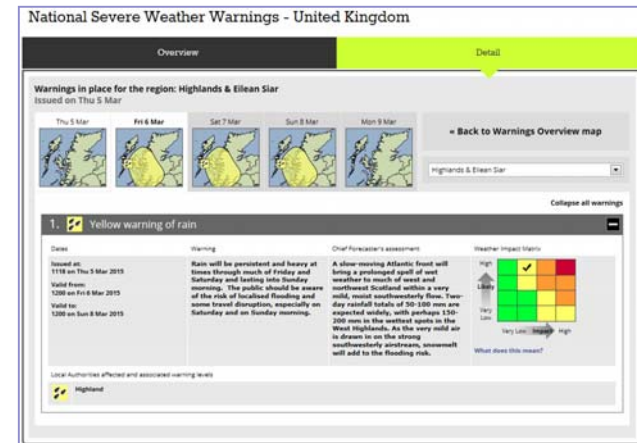 National Severe Weather Warnings - United Kingdom
Overview
Detail
Warnings in place for the region: Highlands & Eilean Siar
Issued on Thu 5 Mar
Thu 5 Mar
Fri 6 Mar
Sat 7 Mar
Sun 8 Mar
Mon 9 Mar
« Back to Warnings Overview map
Highlands & Eilean Siar
Collapse all warnings
1. Yellow warning of rain
Dates
Issued at:
1118 on Thu 5 Mar 2015
Valid from:
1200 on Fri 6 Mar 2015
Valid to:
1200 on Sun 8 Mar 2015
Warning
Rain will be persistent and heavy at
times through much of Friday and
Saturday and lasting into Sunday
morning. The public should be aware
of the risk of localised flooding and
some travel disruption, especially on
Saturday and on Sunday morning.
Chief Forecaster's assessment
A slow-moving Atlantic front will
bring a prolonged spell of wet
weather to much of west and
northwest Scotland within a very
mild, moist southwesterly flow. Two-
day rainfall totals of 50-100 mm are
expected widely, with perhaps 150-
200 mm in the wettest spots in the
West Highlands. As the very mild air
is drawn in on the strong
southwesterly airstream, snowmelt
will add to the flooding risk.
Weather Impact Matrix
High
Likely
Very
Low
Very Low Impact High
What does this mean?
Local Authorities affected and associated warning levels
Highland